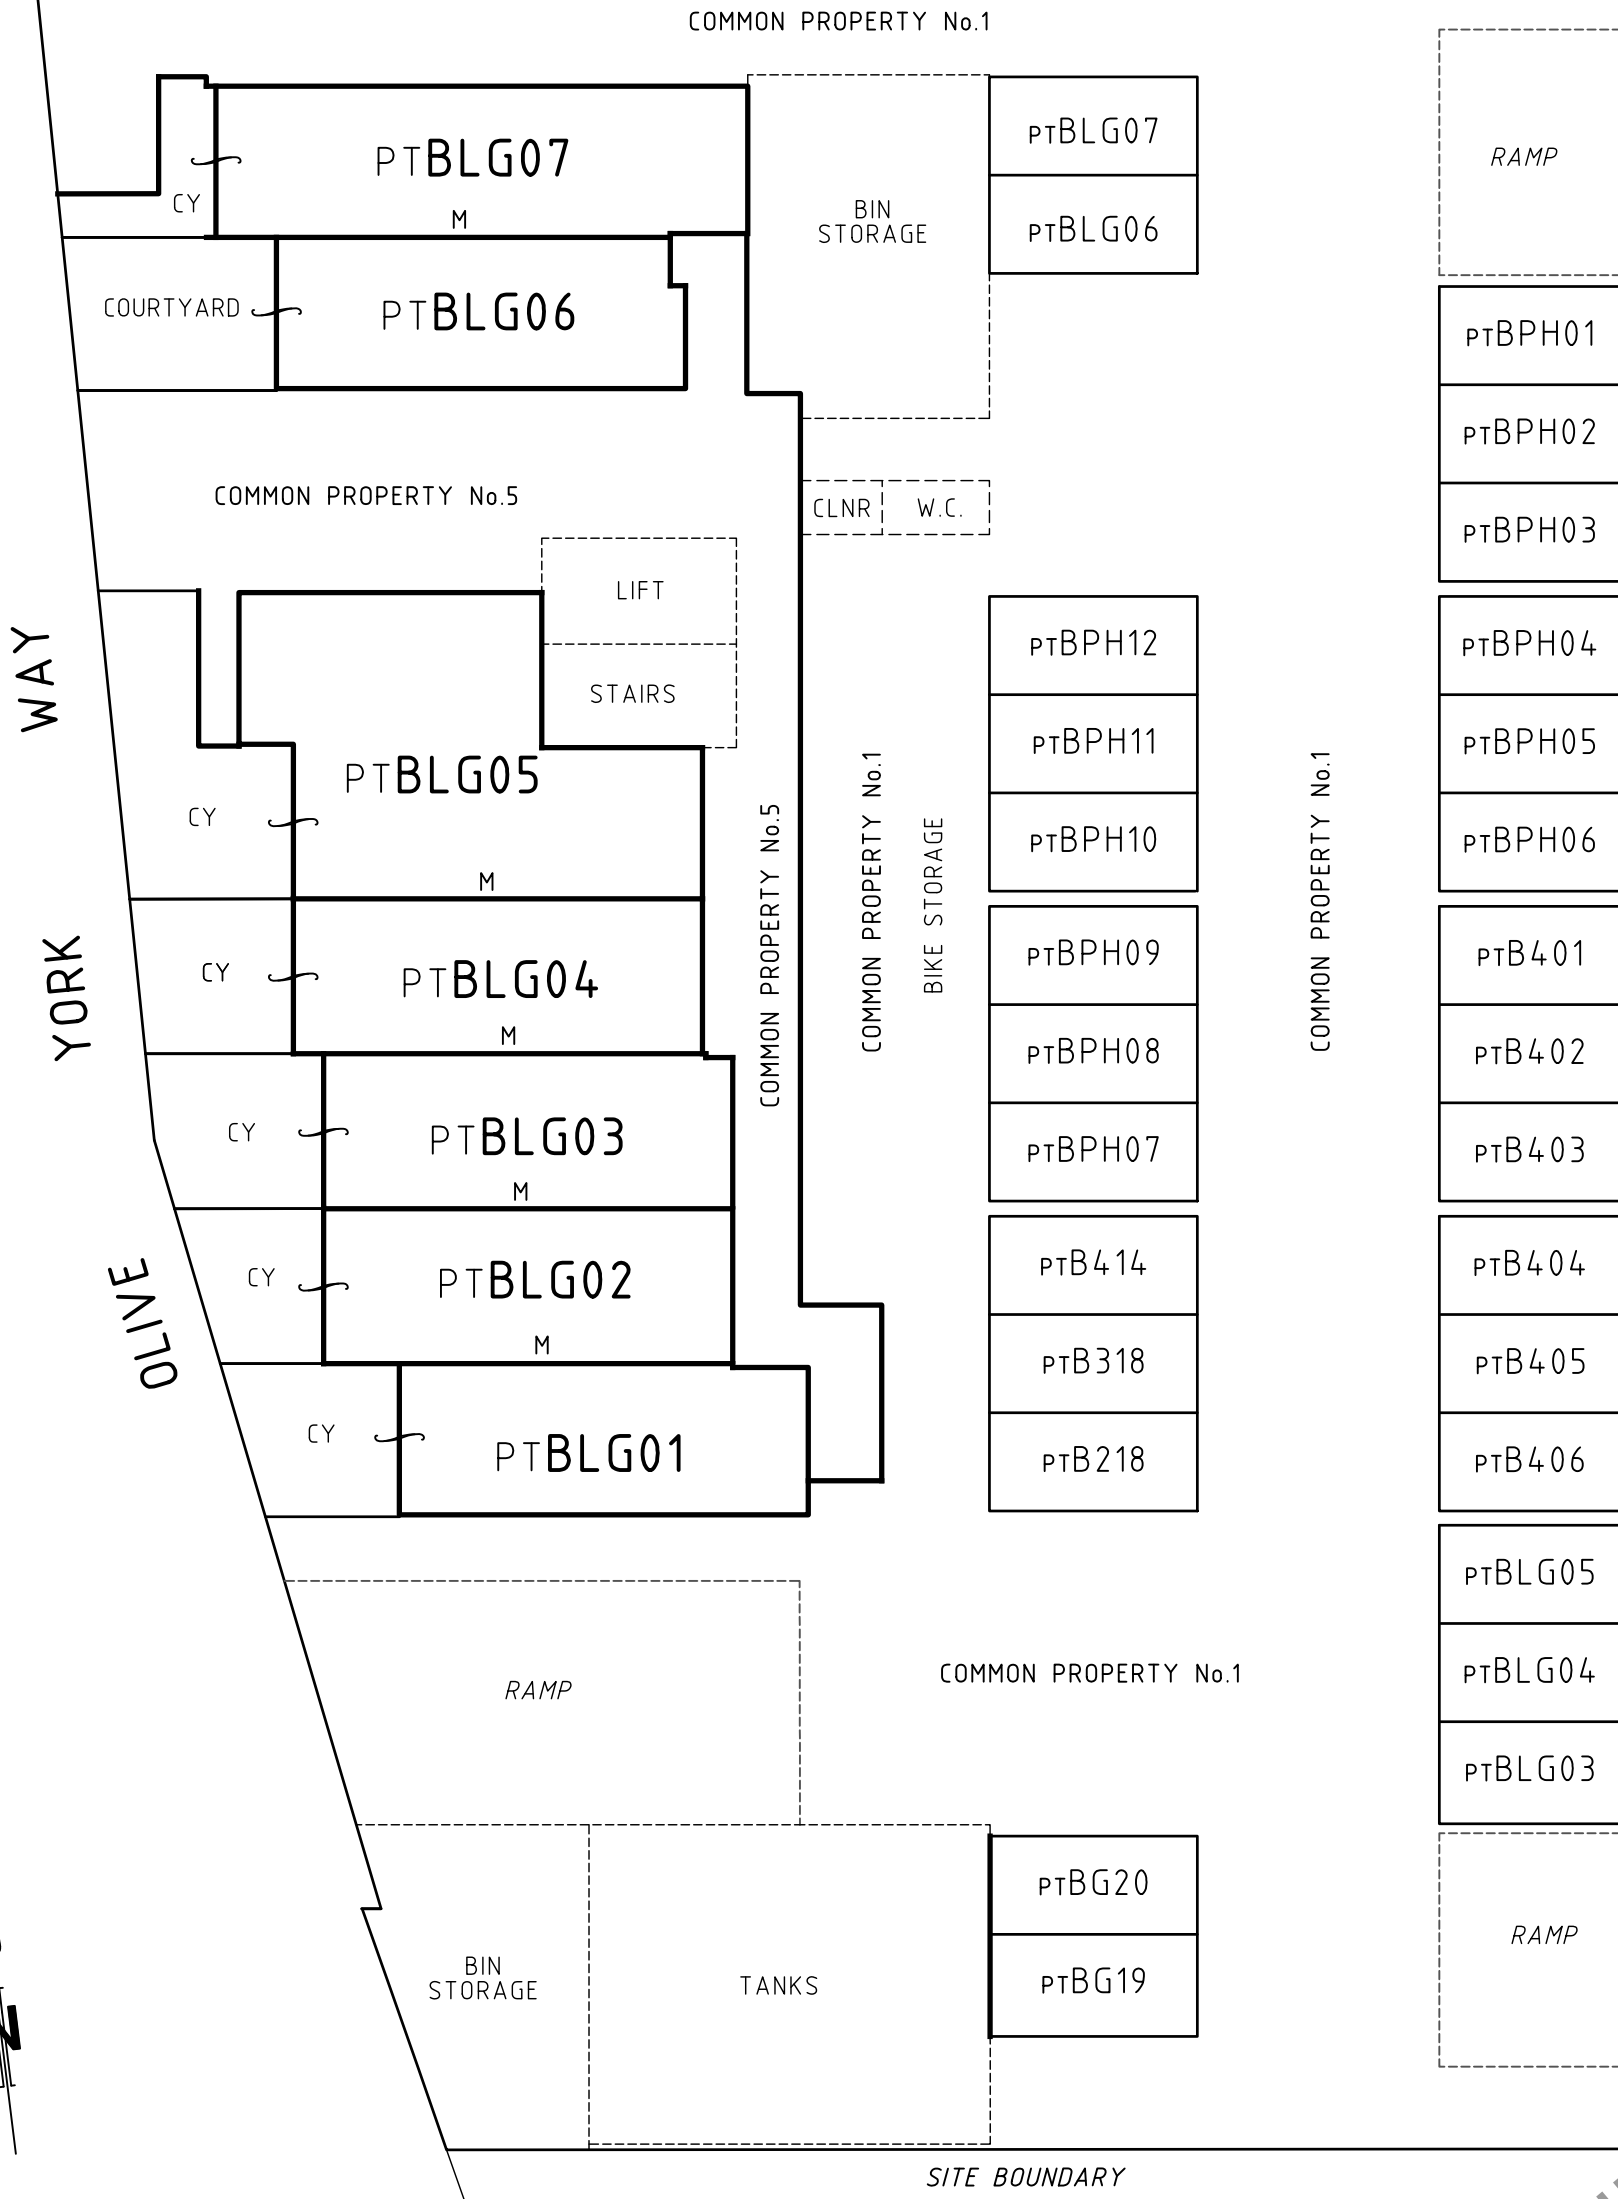 COMMON PROPERTY No.1
PTBLG07
CY
M
BIN
STORAGE
PTBLG07
PTBLG06
RAMP
COURTYARD
PTBLG06
PTBPH01
PTBPH02
PTBPH03
COMMON PROPERTY No.5
CLNR
W.C.
LIFT
STAIRS
PTBLG05
CY
M
PTBLG04
CY
M
PTBLG03
CY
M
PTBLG02
CY
M
PTBLG01
CY
OLIVE YORK WAY
COMMON PROPERTY No.5
COMMON PROPERTY No.1
BIKE STORAGE
PTBPH12
PTBPH11
PTBPH10
PTBPH09
PTBPH08
PTBPH07
PTB414
PTB318
PTB218
COMMON PROPERTY No.1
PTBPH04
PTBPH05
PTBPH06
PTB401
PTB402
PTB403
PTB404
PTB405
PTB406
PTBLG05
PTBLG04
PTBLG03
RAMP
COMMON PROPERTY No.1
BIN
STORAGE
TANKS
PTBG20
PTBG19
RAMP
SITE BOUNDARY